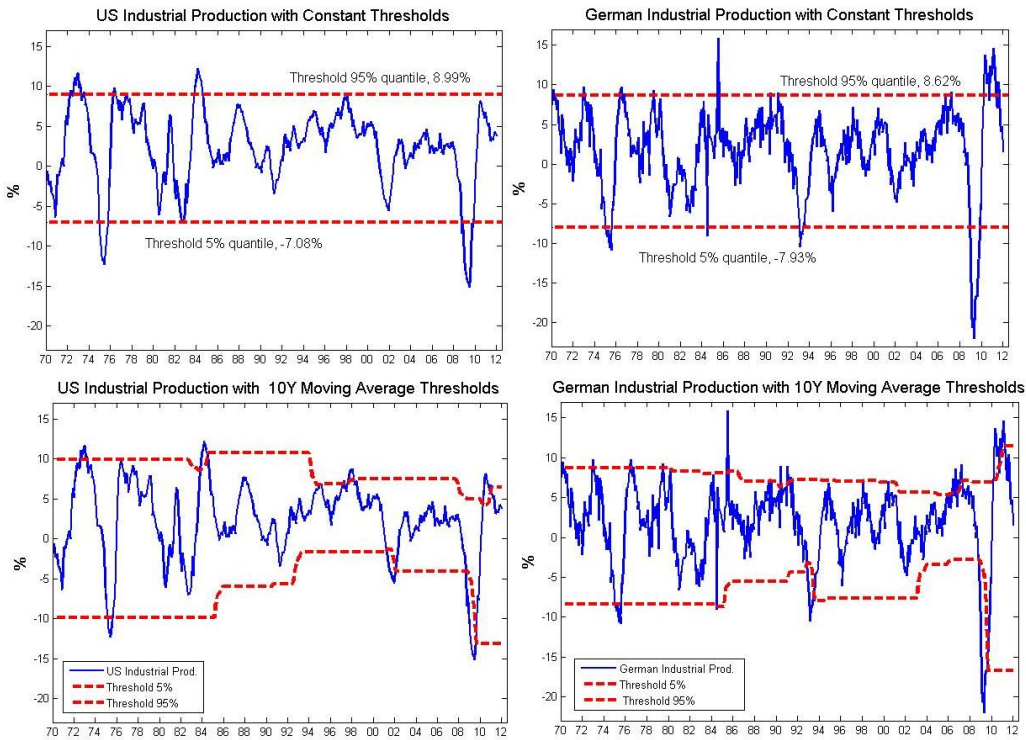 US Industrial Production with Constant Thresholds
15
10
5
0
-5
-10
-15
-20
%
Threshold 95% quantile, 8.99%
Threshold 5% quantile, -7.08%
70 72 74 76 78 80 82 84 86 88 90 92 94 96 98 00 02 04 06 08 10 12
German Industrial Production with Constant Thresholds
15
10
5
0
-5
-10
-15
-20
%
Threshold 95% quantile, 8.62%
Threshold 5% quantile, -7.93%
70 72 74 76 78 80 82 84 86 88 90 92 94 96 98 00 02 04 06 08 10 12
US Industrial Production with 10Y Moving Average Thresholds
15
10
5
0
-5
-10
-15
-20
%
US Industrial Prod.
Threshold 5%
Threshold 95%
70 72 74 76 78 80 82 84 86 88 90 92 94 96 98 00 02 04 06 08 10 12
German Industrial Production with 10Y Moving Average Thresholds
15
10
5
0
-5
-10
-15
-20
%
German Industrial Prod.
Threshold 5%
Threshold 95%
70 72 74 76 78 80 82 84 86 88 90 92 94 96 98 00 02 04 06 08 10 12